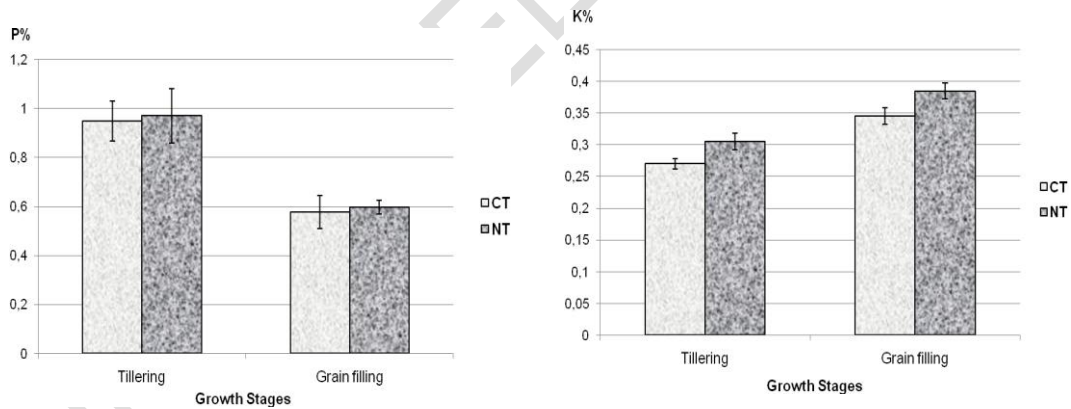 P%
1,2
1
0,8
0,6
0,4
0,2
0
Tillering
Grain filling
Growth Stages
CT
NT
K%
0,45
0,4
0,35
0,3
0,25
0,2
0,15
0,1
0,05
0
Tillering
Grain filling
Growth Stages
CT
NT